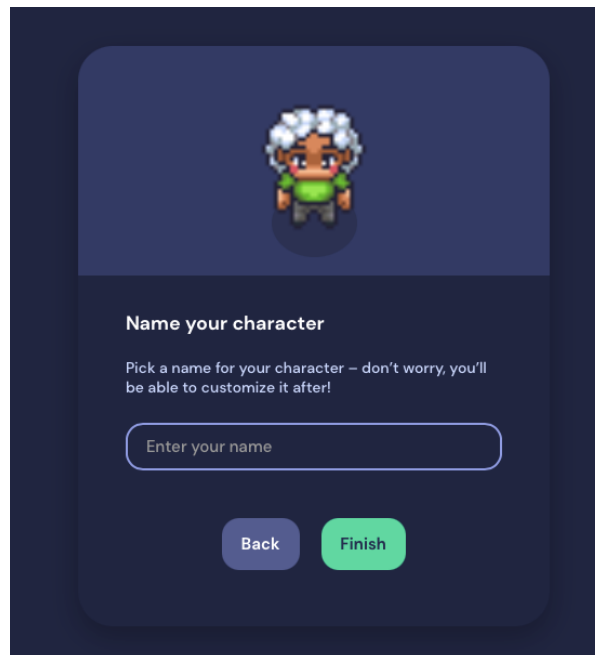 Name your character
Pick a name for your character – don’t worry, you’ll
be able to customize it after!
Enter your name
Back
Finish